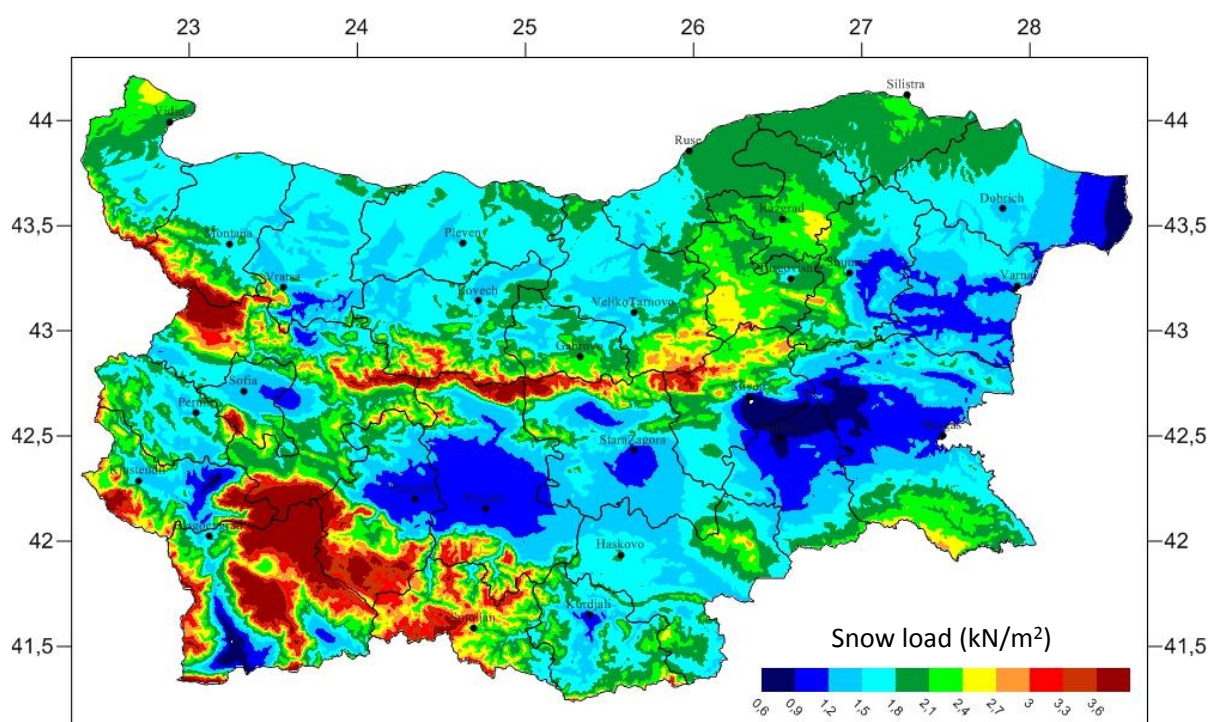 23 24 25 26 27 28
Silistra
44 44
Vidin
Ruse
Dobrich
43,5 43,5
Razgrad
Montana
Pleven
Vratsa
Varna
Lovech
VelikoTarnovo
43 43
Gabrovo
Sofia
Pernik
42,5 42,5
StaraZagora
Kjustendil
42 42
Haskovo
Kurdjali
Smolian
41,5 41,5
Snow load (kN/m²)
0,6 0,9 1,2 1,5 1,8 2,1 2,4 2,7 3 3,3 3,6